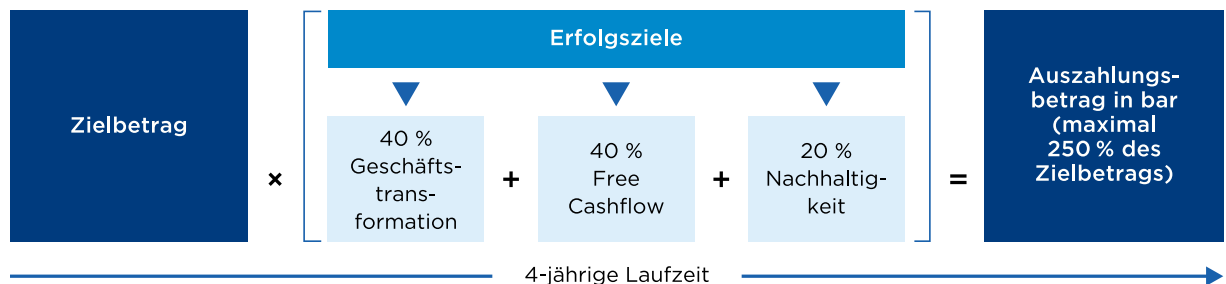 Zielbetrag
×
Erfolgsziele
40 %
Geschäfts-
trans-
formation
+
40 %
Free
Cashflow
+
20 %
Nachhaltig-
keit
=
Auszahlungs-
betrag in bar
(maximal
250 % des
Zielbetrags)
4-jährige Laufzeit